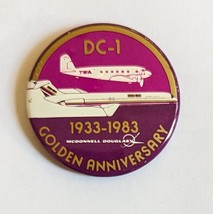 DC-1
TWA
1933-1983
MCDONNELL DOUGLAS
GOLDEN ANNIVERSARY